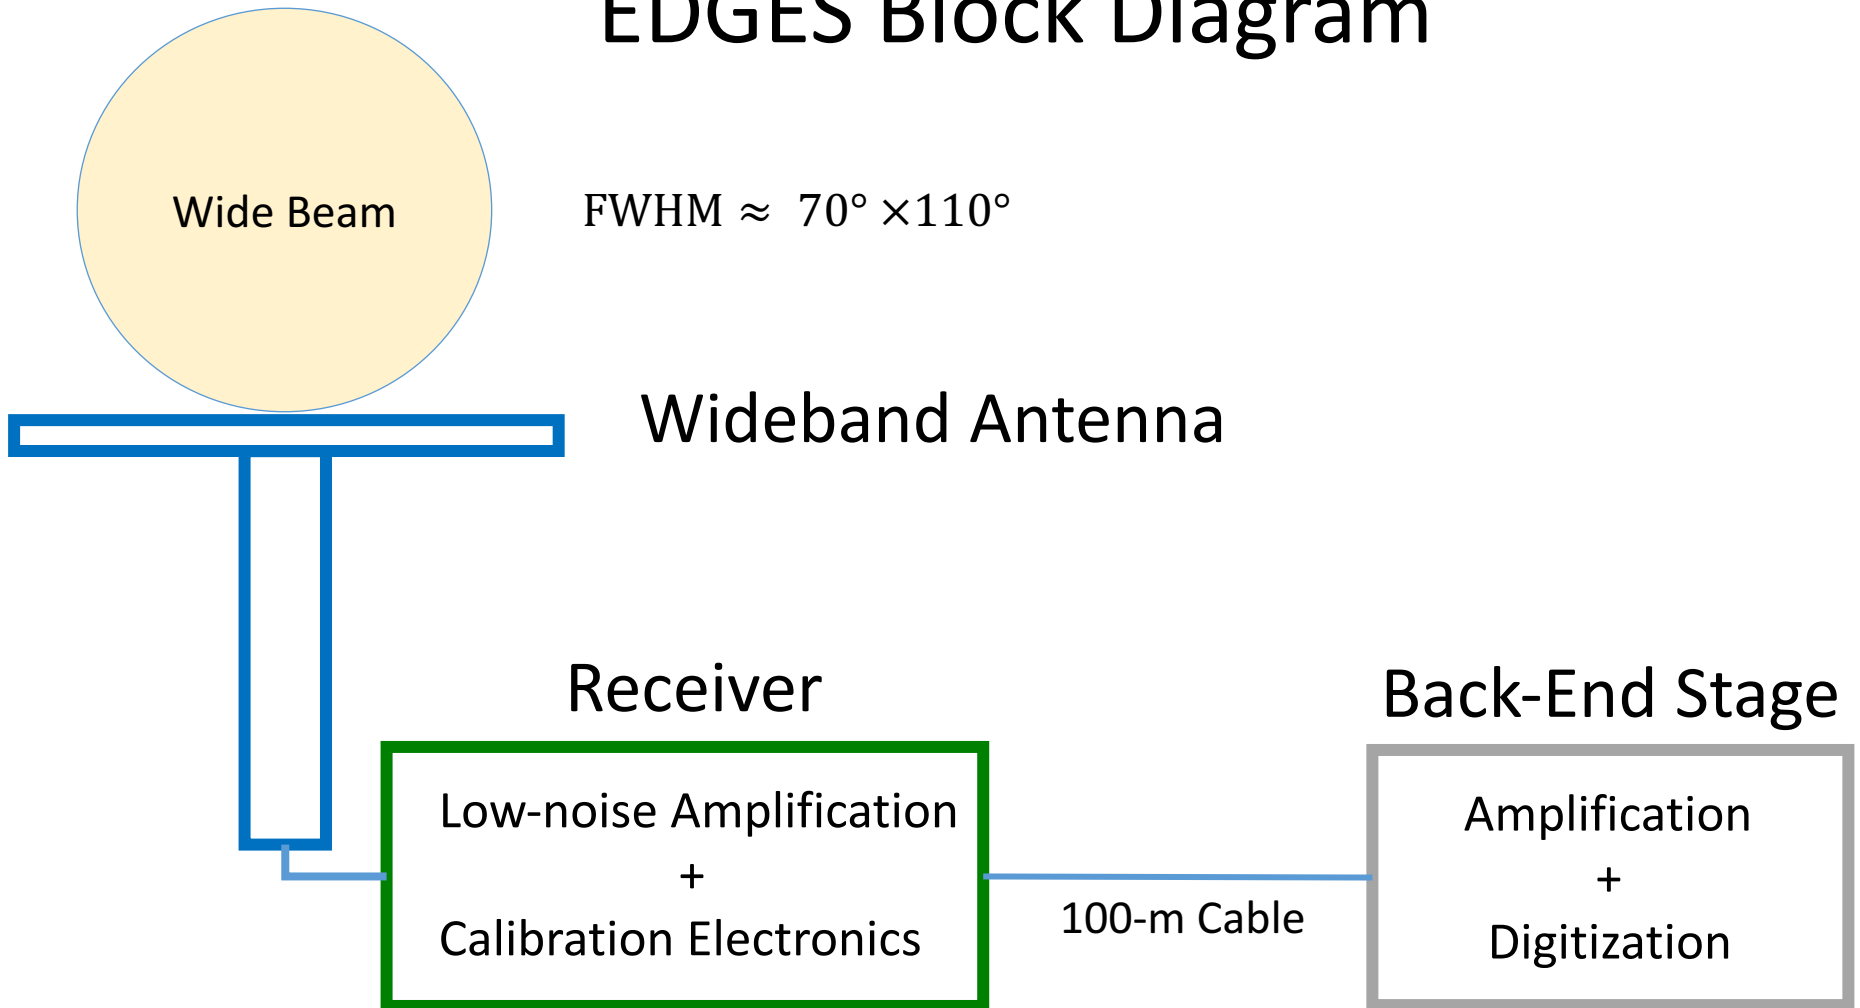 EDGES Block Diagram
Wide Beam
FWHM ≈ 70° ×110°
Wideband Antenna
Receiver
Low-noise Amplification
+
Calibration Electronics
100-m Cable
Back-End Stage
Amplification
+
Digitization